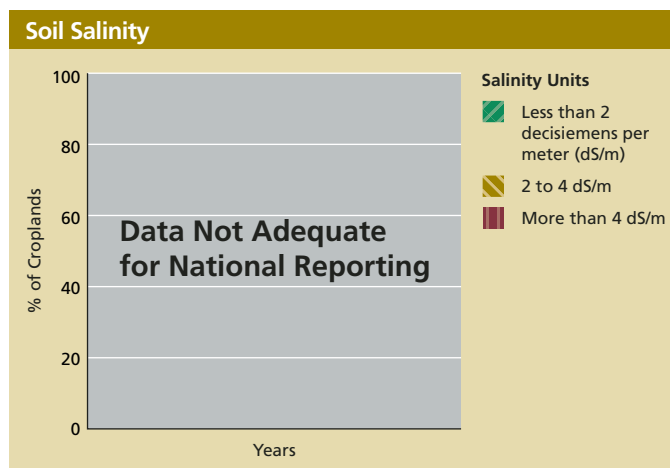 Soil Salinity
100
80
60
40
20
0
% of Croplands
Data Not Adequate
for National Reporting
Years
Salinity Units
Less than 2
decisiemens per
meter (dS/m)
2 to 4 dS/m
More than 4 dS/m